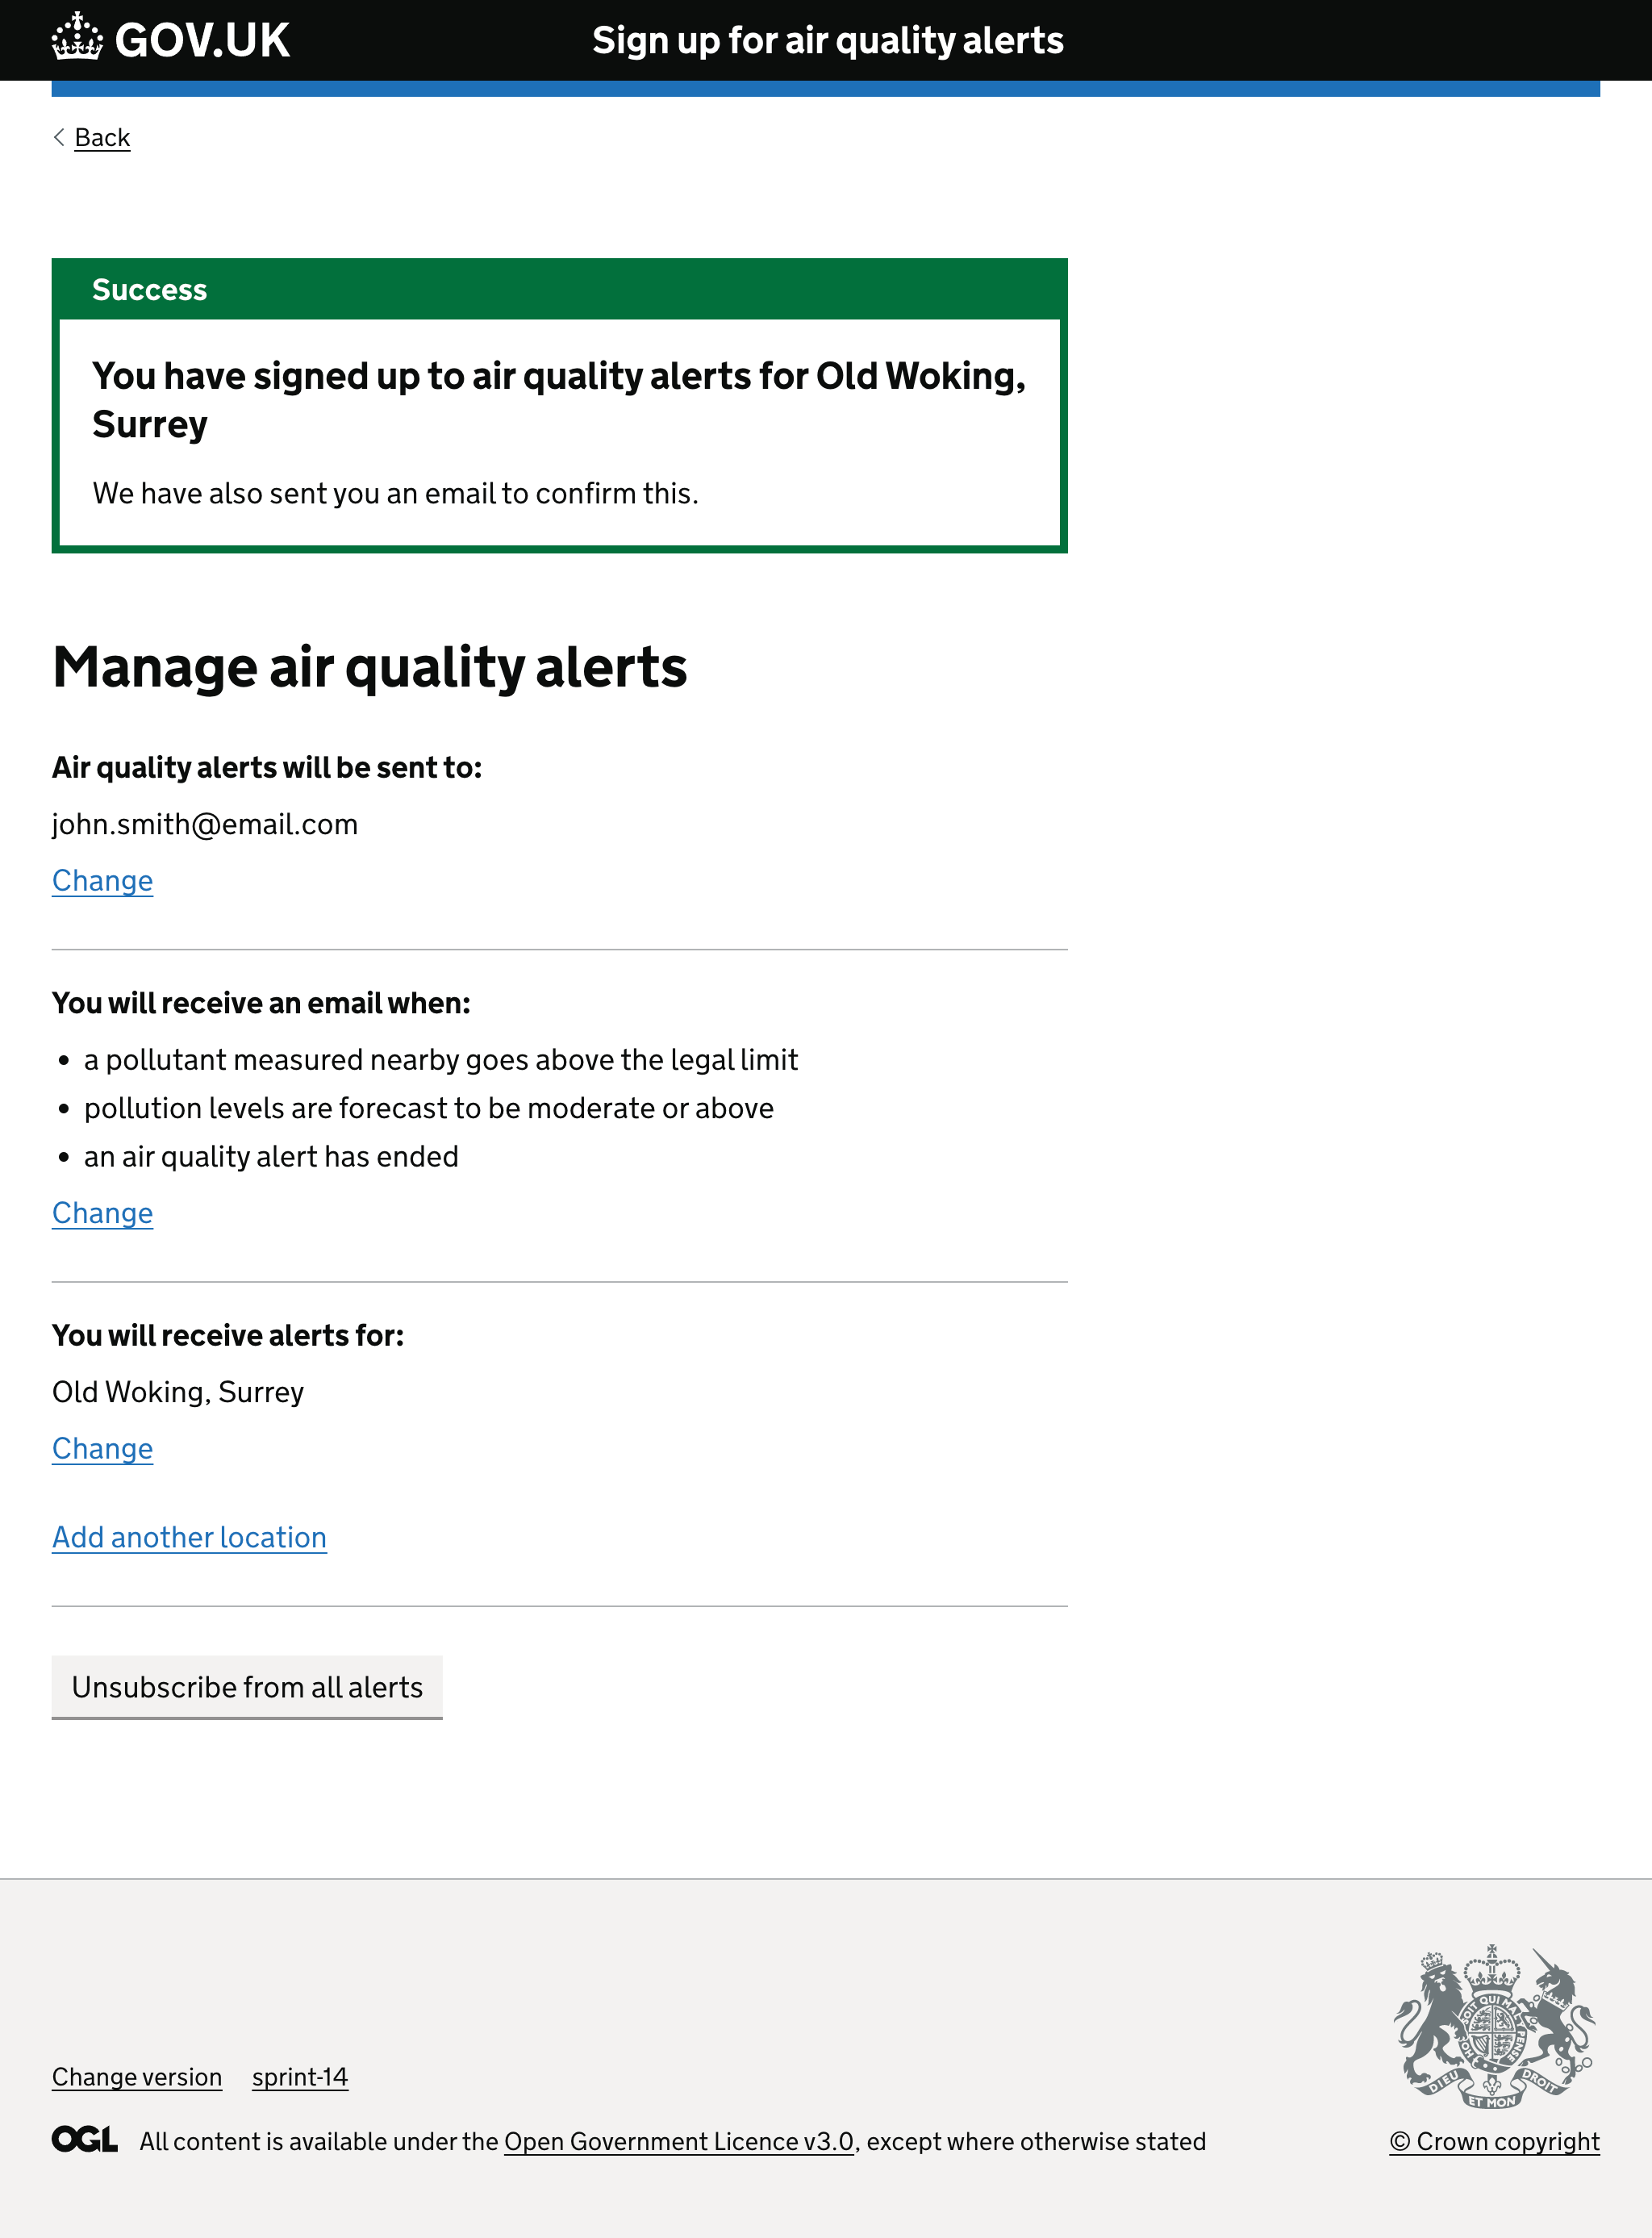 GOV.UK
Sign up for air quality alerts
Back
Success
You have signed up to air quality alerts for Old Woking,
Surrey
We have also sent you an email to confirm this.
Manage air quality alerts
Air quality alerts will be sent to:
john.smith@email.com
Change
You will receive an email when:
• a pollutant measured nearby goes above the legal limit
• pollution levels are forecast to be moderate or above
• an air quality alert has ended
Change
You will receive alerts for:
Old Woking, Surrey
Change
Add another location
Unsubscribe from all alerts
Change version sprint-14
DIEU ET MON DROIT
OGL All content is available under the Open Government Licence v3.0, except where otherwise stated
© Crown copyright